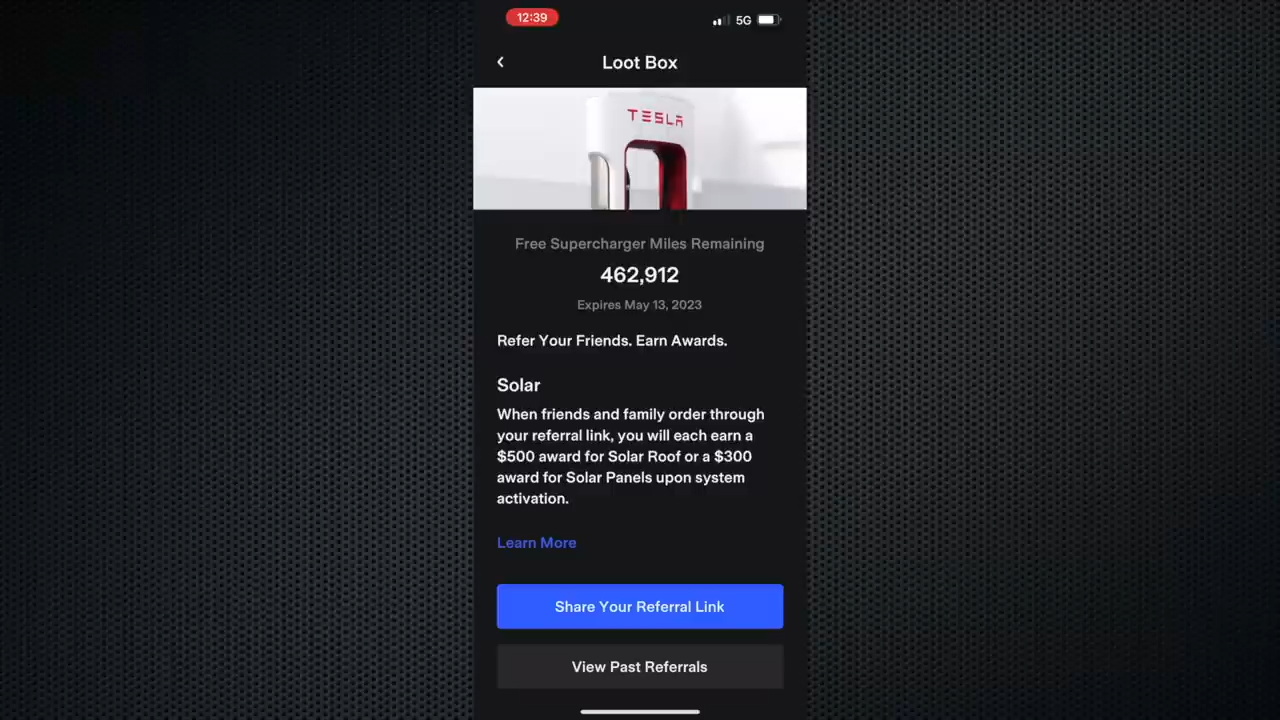 12:39
5G
Loot Box
TESLA
Free Supercharger Miles Remaining
462,912
Expires May 13, 2023
Refer Your Friends. Earn Awards.
Solar
When friends and family order through
your referral link, you will each earn a
$500 award for Solar Roof or a $300
award for Solar Panels upon system
activation.
Learn More
Share Your Referral Link
View Past Referrals